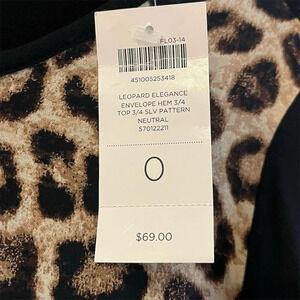 FL03-14
451005253418
LEOPARD ELEGANCE
ENVELOPE HEM 3/4
TOP 3/4 SLV PATTERN
NEUTRAL
570122211
0
$69.00